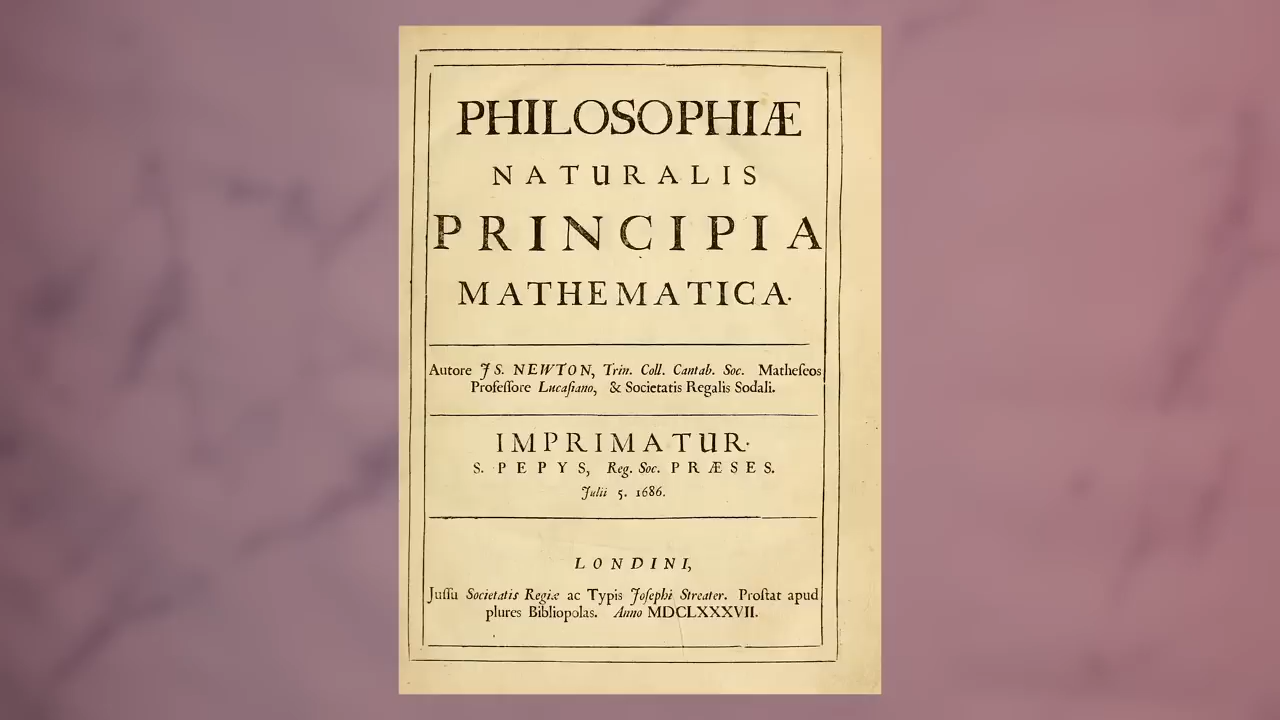 PHILOSOPHIÆ
NATURALIS
PRINCIPIA
MATHEMATICA.
Autore JS. NEWTON, Trin. Coll. Cantab. Soc. Matheſeos
Profeſſore Lucaſiano, & Societatis Regalis Sodali.
IMPRIMATUR.
S. PEPYS, Reg. Soc. PRÆSES.
Julii 5. 1686.
LONDINI,
Juſſu Societatis Regiæ ac Typis Joſephi Streater. Proſtat apud
plures Bibliopolas. Anno MDCLXXXVII.